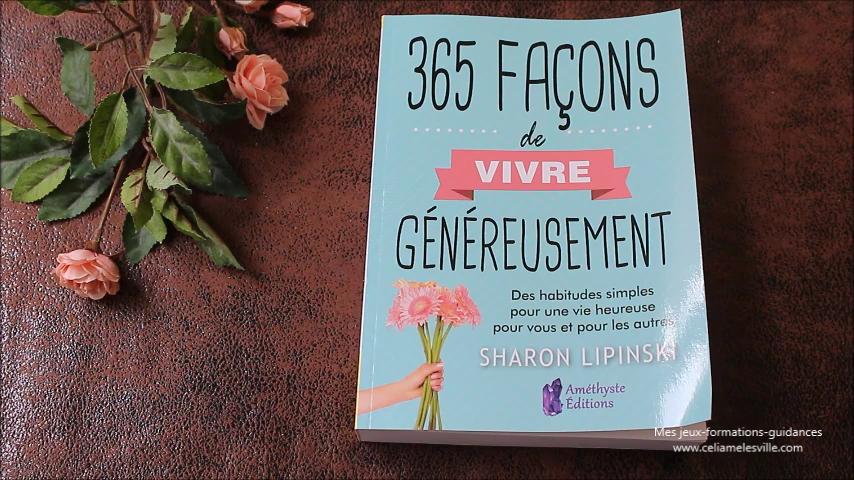 365 FAÇONS
de
VIVRE
GÉNÉREUSEMENT
Des habitudes simples
pour une vie heureuse
pour vous et pour les autres
SHARON LIPINSKI
Améthyste
Éditions
Mes jeux-formations-guidances
www.celiamelesville.com